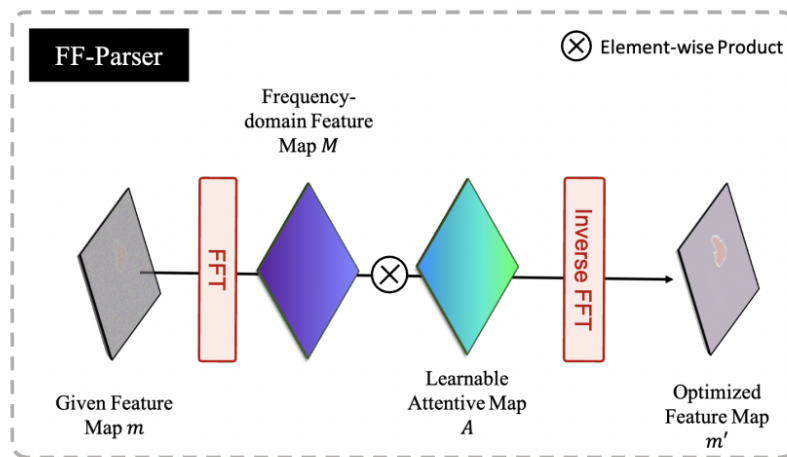 FF-Parser
Element-wise Product
Frequency-
domain Feature
Map M
FFT
Inverse FFT
Given Feature
Map m
Learnable
Attentive Map
A
Optimized
Feature Map
m′